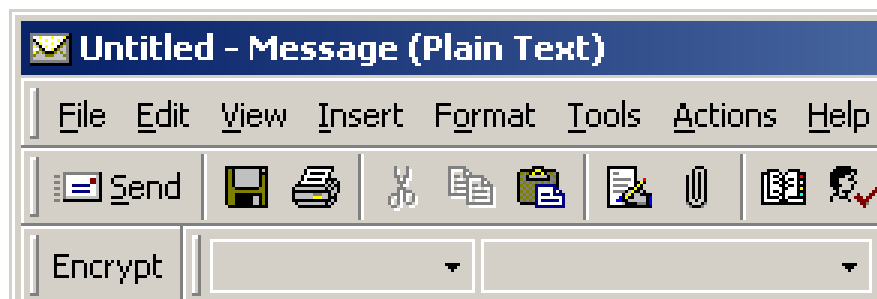 Untitled - Message (Plain Text)
File Edit View Insert Format Tools Actions Help
Send
Encrypt